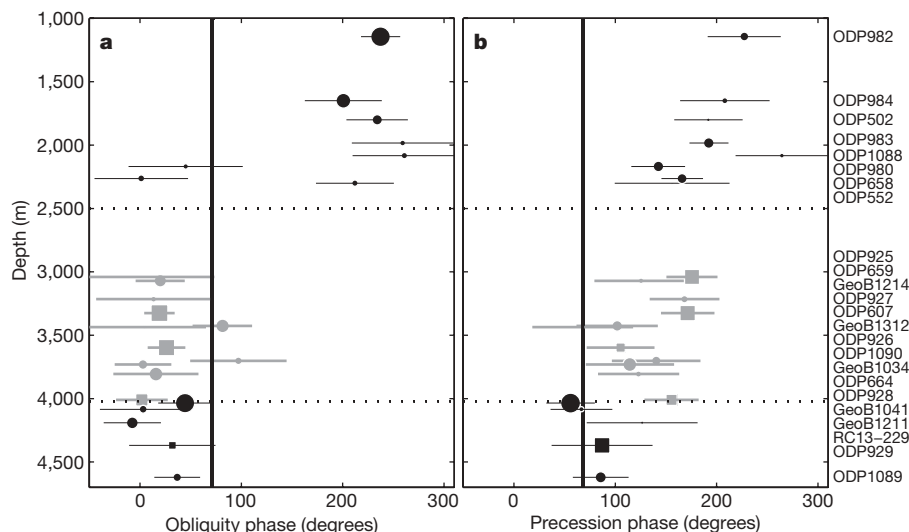 a
b
1,000
1,500
2,000
2,500
3,000
3,500
4,000
4,500
Depth (m)
0
100
200
300
Obliquity phase (degrees)
0
100
200
300
Precession phase (degrees)
ODP982
ODP984
ODP502
ODP983
ODP1088
ODP980
ODP658
ODP552
ODP925
ODP659
GeoB1214
ODP927
ODP607
GeoB1312
ODP926
ODP1090
GeoB1034
ODP664
ODP928
GeoB1041
GeoB1211
RC13−229
ODP929
ODP1089